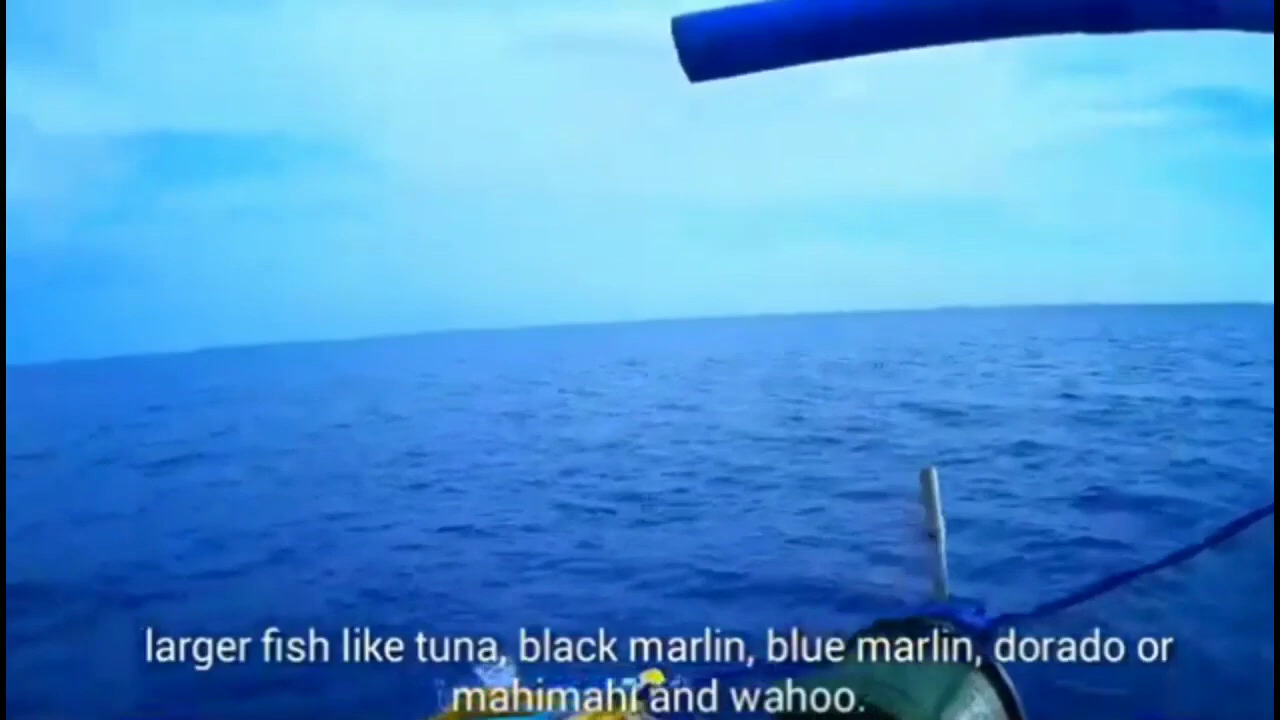 larger fish like tuna, black marlin, blue marlin, dorado or
mahimahi and wahoo.